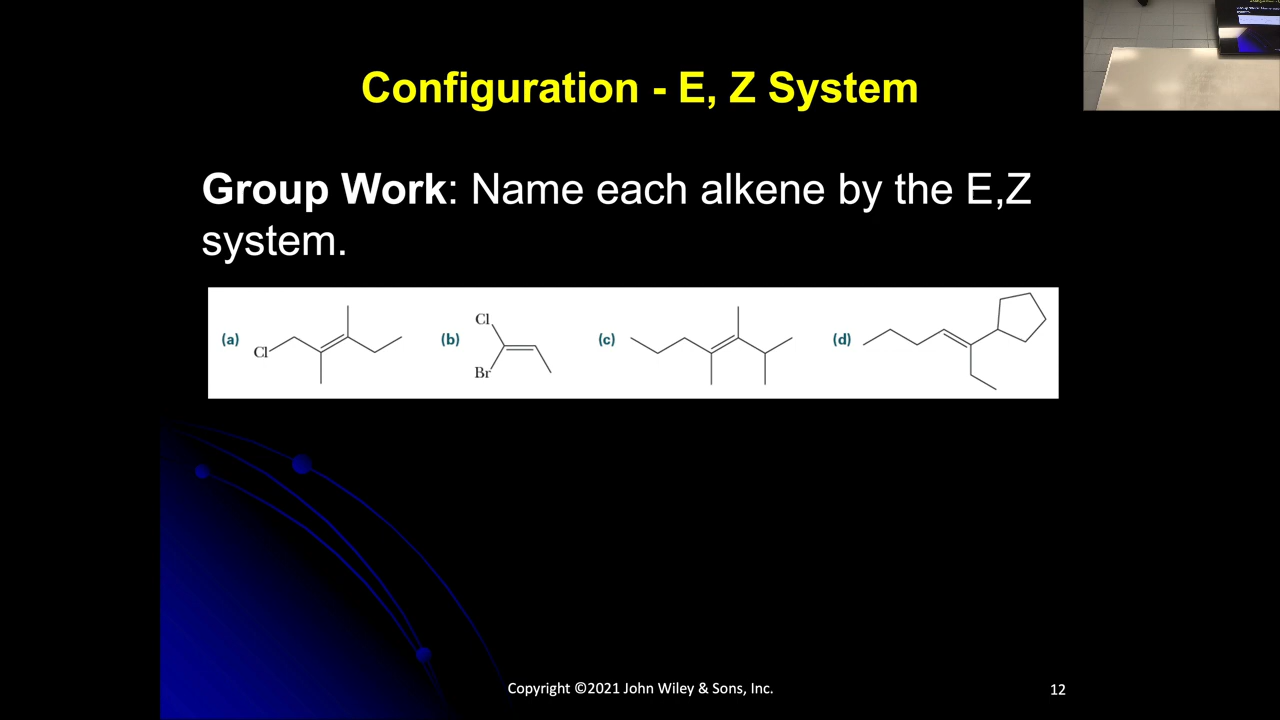 Configuration - E, Z System
Group Work: Name each alkene by the E,Z
system.
(a)
Cl
(b)
Cl
Br
(c)
(d)
Copyright ©2021 John Wiley & Sons, Inc.
12